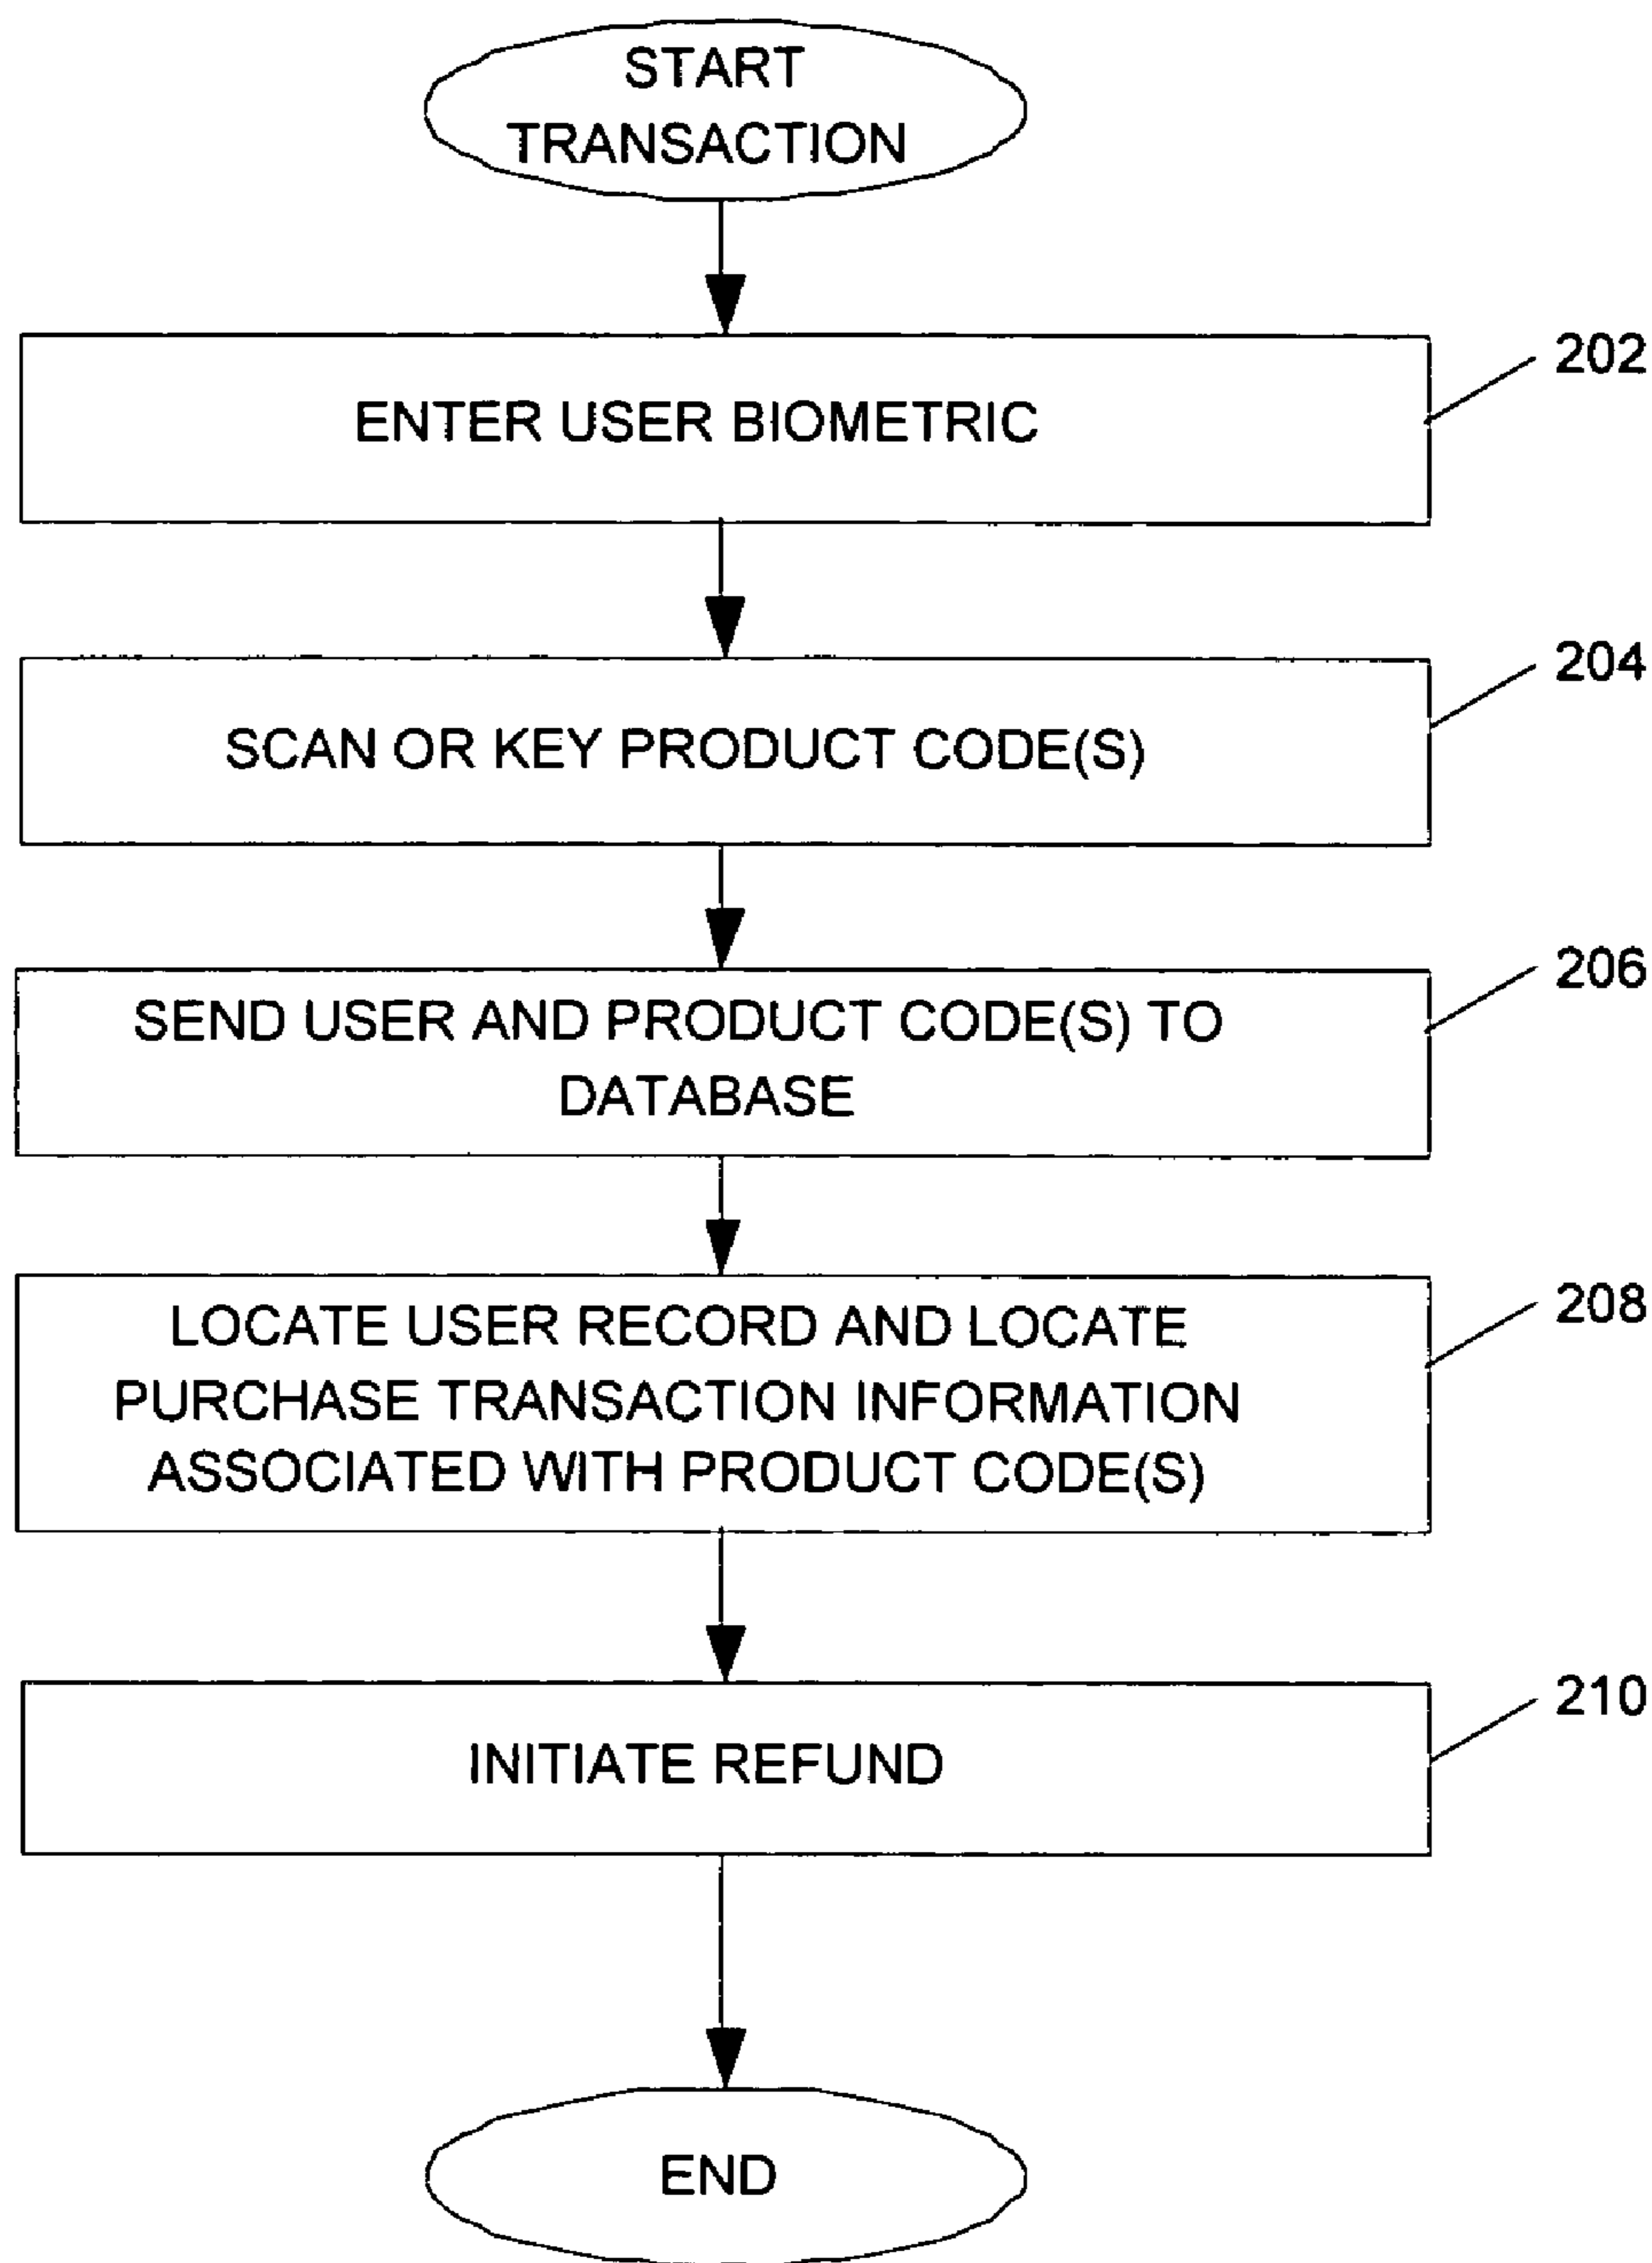 START
TRANSACTION
202
ENTER USER BIOMETRIC
204
SCAN OR KEY PRODUCT CODE(S)
206
SEND USER AND PRODUCT CODE(S) TO
DATABASE
208
LOCATE USER RECORD AND LOCATE
PURCHASE TRANSACTION INFORMATION
ASSOCIATED WITH PRODUCT CODE(S)
210
INITIATE REFUND
END